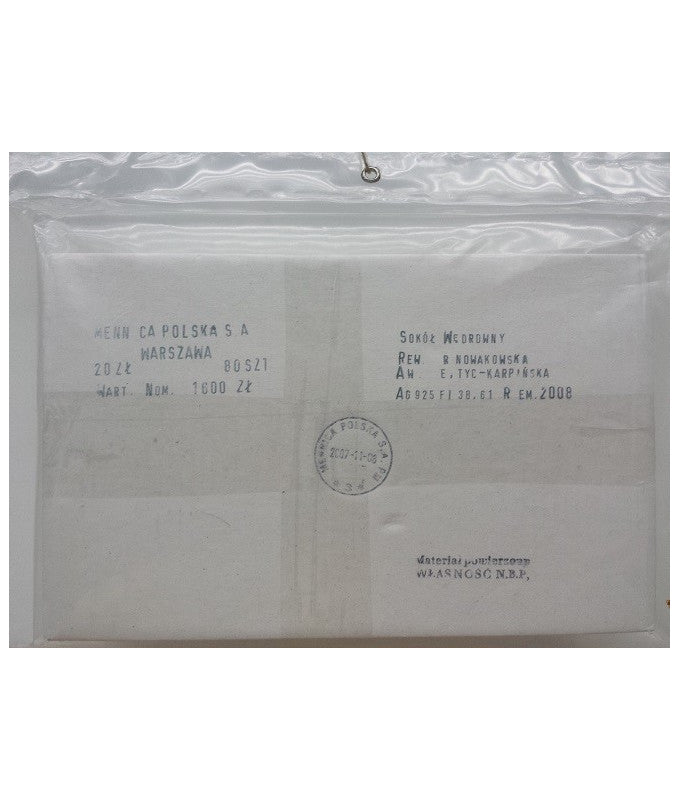 MENN CA POLSKA S.A
WARSZAWA
20 ZŁ 80 SZT
WART. NOM. 1600 ZŁ
SOKÓŁ WĘDROWNY
REW R NOWAKOWSKA
AW. E, TYC-KARPIŃSKA
AG 925 FI 38.61 R EM. 2008
MENNICA POLSKA S.A.
2007-11-08
* 3 *
Materiał powierzony
WŁASNOŚĆ N.B.P,